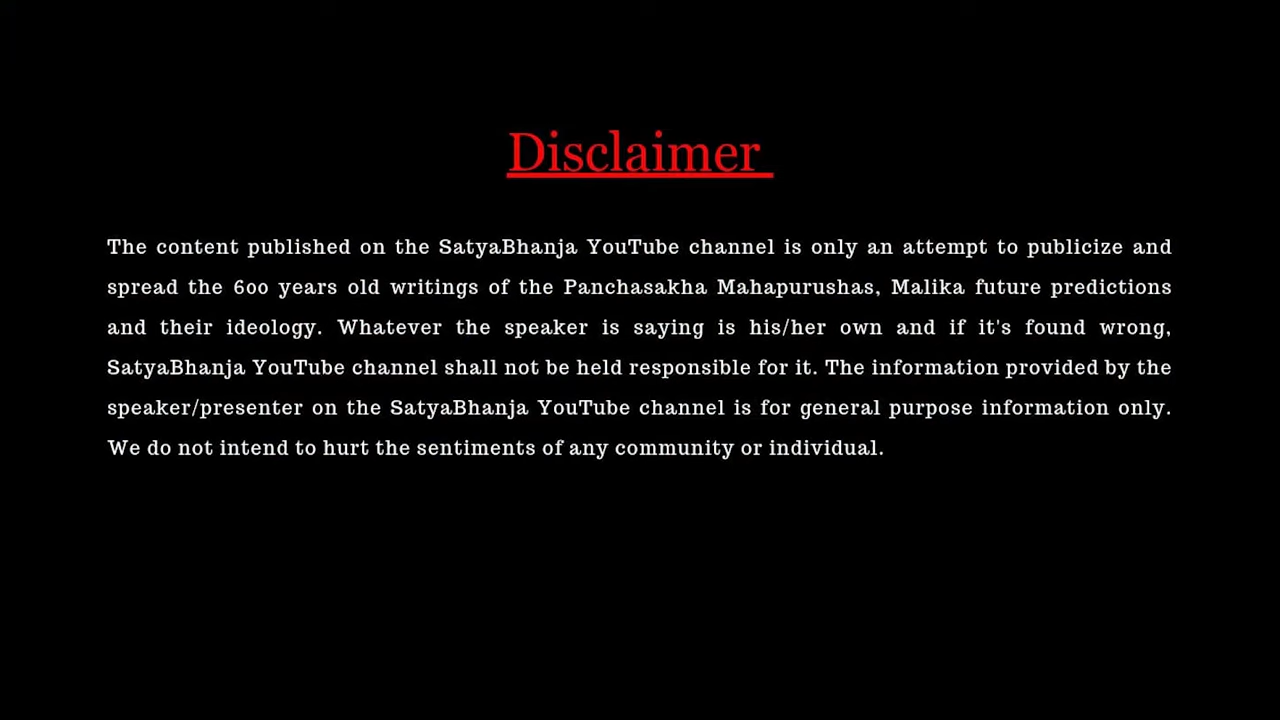 Disclaimer
The content published on the SatyaBhanja YouTube channel is only an attempt to publicize and
spread the 600 years old writings of the Panchasakha Mahapurushas, Malika future predictions
and their ideology. Whatever the speaker is saying is his/her own and if it's found wrong,
SatyaBhanja YouTube channel shall not be held responsible for it. The information provided by the
speaker/presenter on the SatyaBhanja YouTube channel is for general purpose information only.
We do not intend to hurt the sentiments of any community or individual.